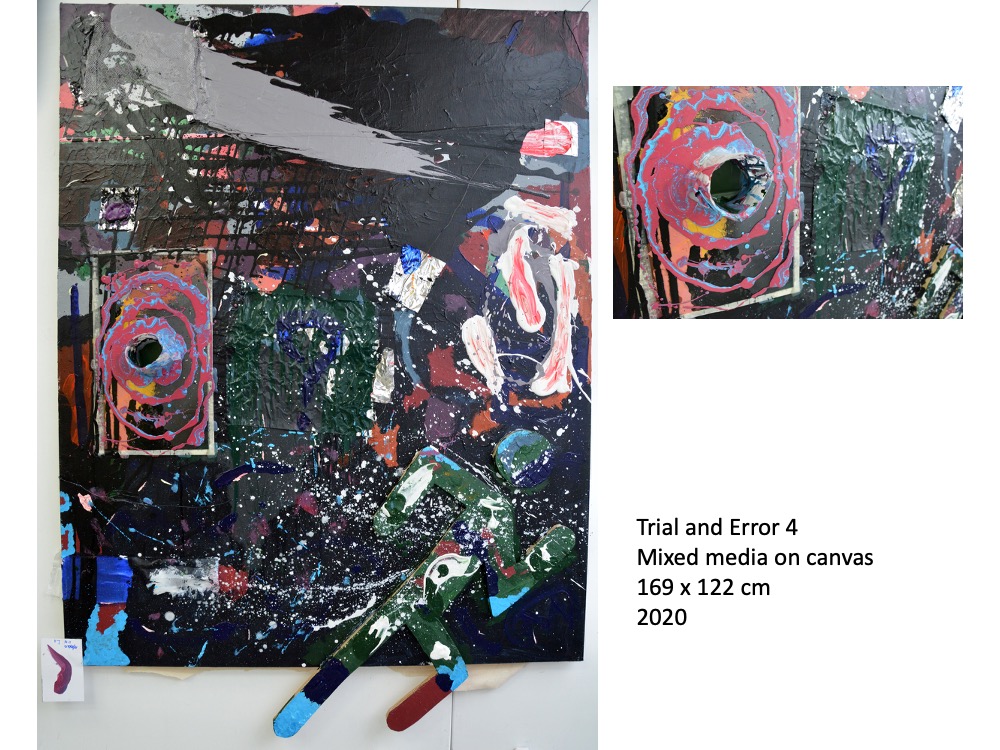 ?
Trial and Error 4
Mixed media on canvas
169 x 122 cm
2020